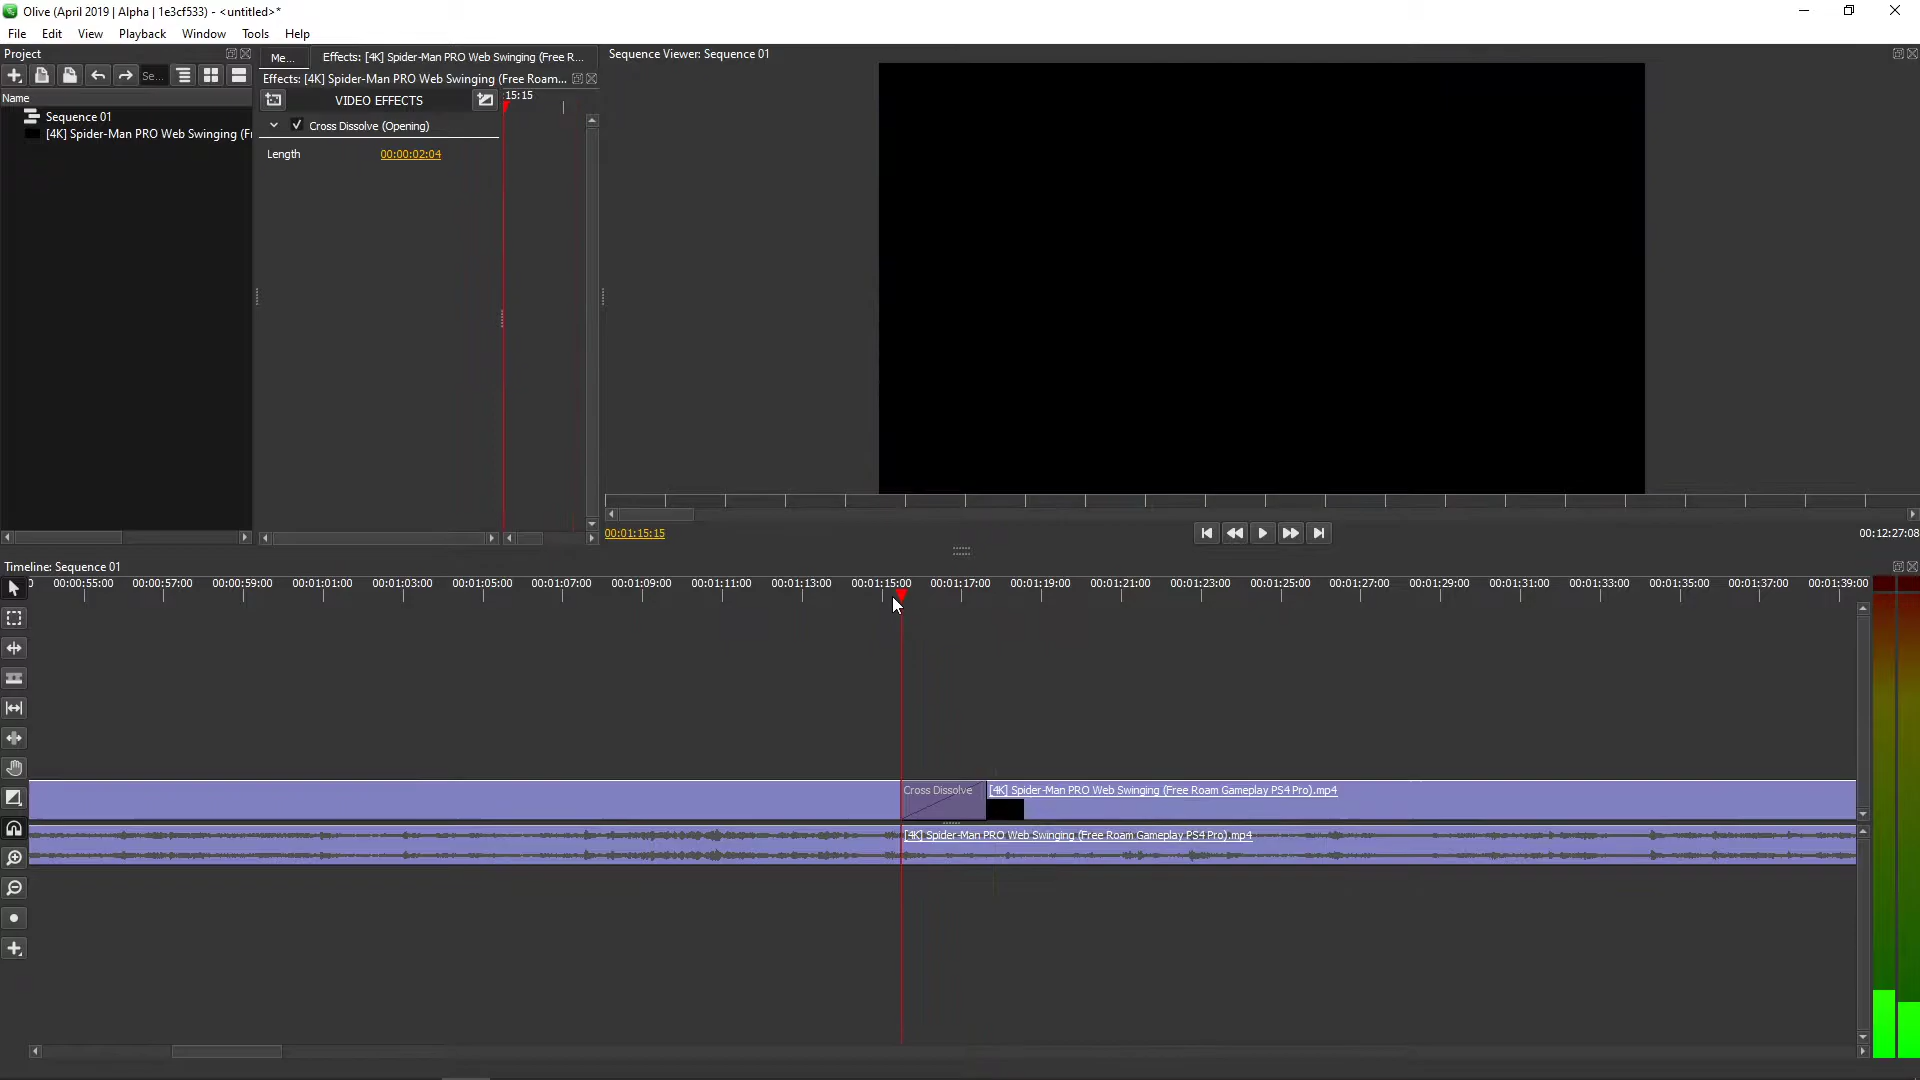 Olive (April 2019 | Alpha | 1e3cf533) - <untitled>*
File Edit View Playback Window Tools Help
Project
Me... Effects: [4K] Spider-Man PRO Web Swinging (Free R...
Sequence Viewer: Sequence 01
Se...
Effects: [4K] Spider-Man PRO Web Swinging (Free Roam...
Name
VIDEO EFFECTS
:15:15
Sequence 01
[4K] Spider-Man PRO Web Swinging (Fr
Cross Dissolve (Opening)
Length 00:00:02:04
00:01:15:15
00:12:27:08
Timeline: Sequence 01
0 00:00:55:00 00:00:57:00 00:00:59:00 00:01:01:00 00:01:03:00 00:01:05:00 00:01:07:00 00:01:09:00 00:01:11:00 00:01:13:00 00:01:15:00 00:01:17:00 00:01:19:00 00:01:21:00 00:01:23:00 00:01:25:00 00:01:27:00 00:01:29:00 00:01:31:00 00:01:33:00 00:01:35:00 00:01:37:00 00:01:39:00
Cross Dissolve [4K] Spider-Man PRO Web Swinging (Free Roam Gameplay PS4 Pro).mp4
[4K] Spider-Man PRO Web Swinging (Free Roam Gameplay PS4 Pro).mp4